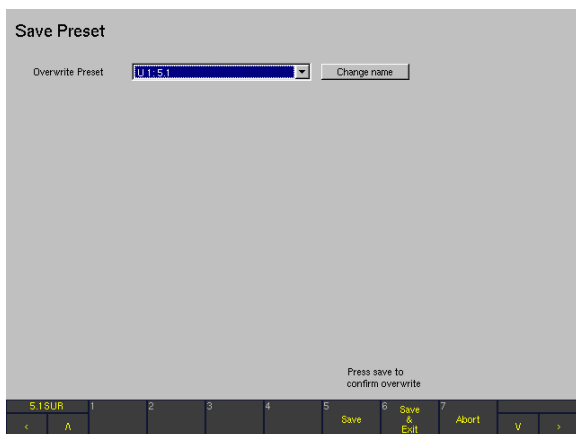 Save Preset
Overwrite Preset
U 1: 5.1
Change name
Press save to
confirm overwrite
5.1SUR
1
2
3
4
5
Save
6
Save
&
Exit
7
Abort
<
Λ
V
>